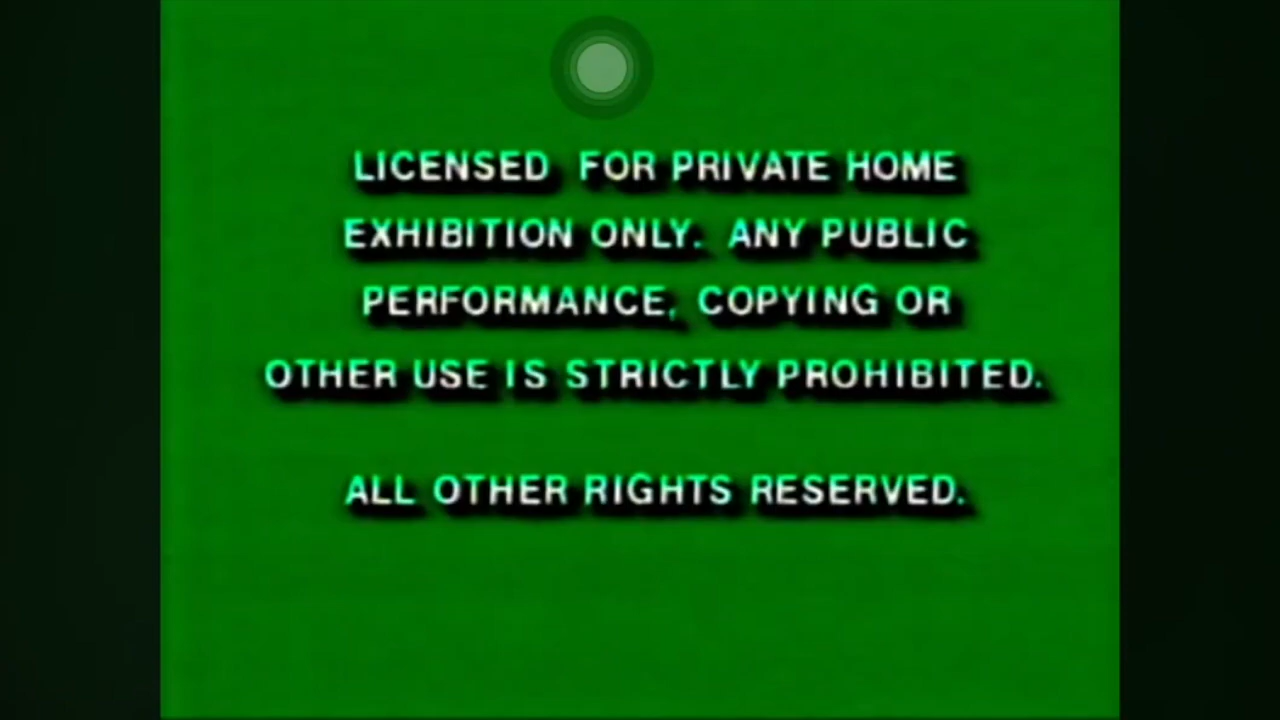 LICENSED FOR PRIVATE HOME
EXHIBITION ONLY. ANY PUBLIC
PERFORMANCE, COPYING OR
OTHER USE IS STRICTLY PROHIBITED.
ALL OTHER RIGHTS RESERVED.